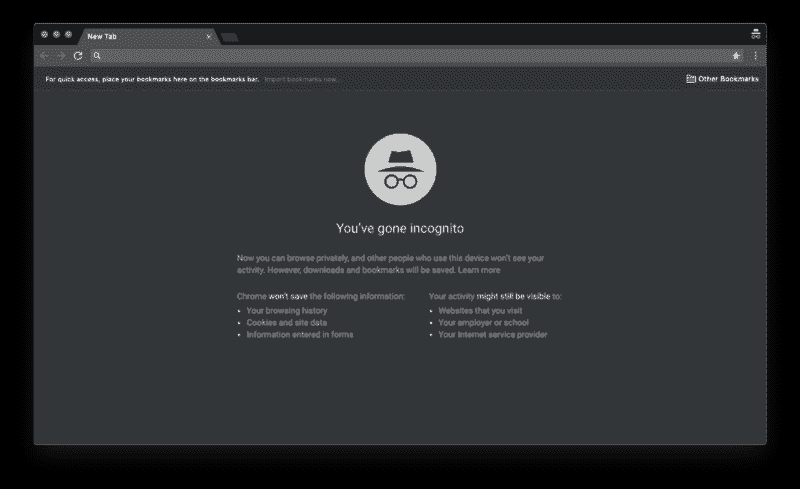 New Tab
For quick access, place your bookmarks here on the bookmarks bar. Import bookmarks now...
Other Bookmarks
You've gone incognito
Now you can browse privately, and other people who use this device won't see your
activity. However, downloads and bookmarks will be saved. Learn more
Chrome won't save the following information:
• Your browsing history
• Cookies and site data
• Information entered in forms
Your activity might still be visible to:
• Websites that you visit
• Your employer or school
• Your Internet service provider